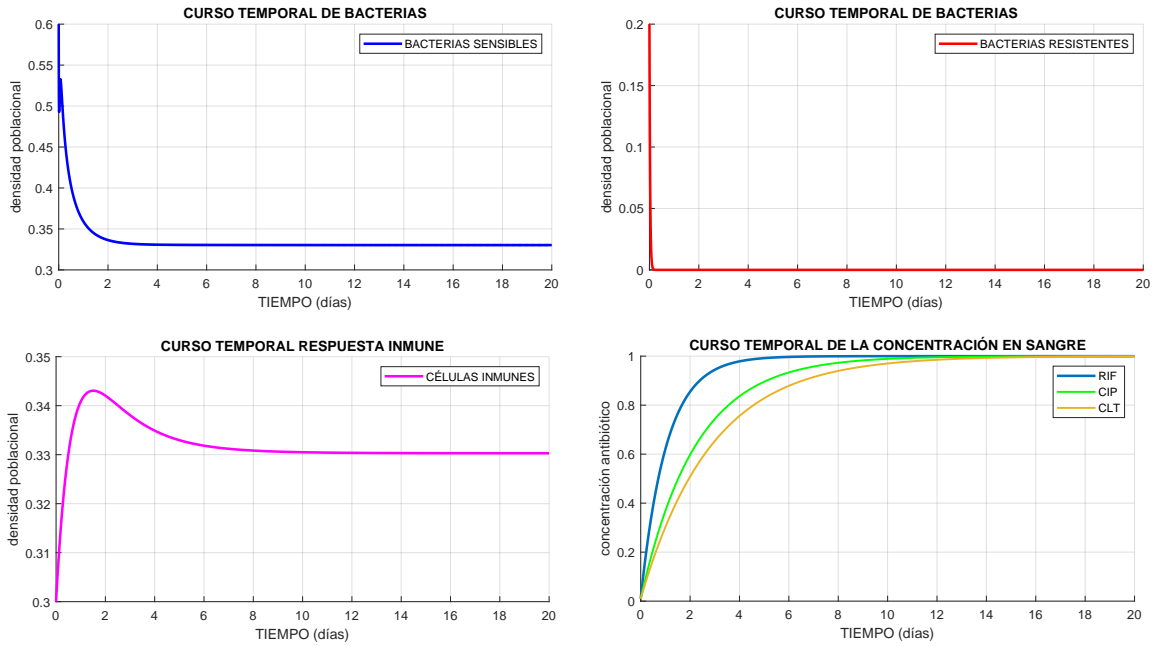 CURSO TEMPORAL DE BACTERIAS
BACTERIAS SENSIBLES
densidad poblacional
0.6
0.55
0.5
0.45
0.4
0.35
0.3
0 2 4 6 8 10 12 14 16 18 20
TIEMPO (días)
CURSO TEMPORAL DE BACTERIAS
BACTERIAS RESISTENTES
densidad poblacional
0.2
0.15
0.1
0.05
0
0 2 4 6 8 10 12 14 16 18 20
TIEMPO (días)
CURSO TEMPORAL RESPUESTA INMUNE
CÉLULAS INMUNES
densidad poblacional
0.35
0.34
0.33
0.32
0.31
0.3
0 2 4 6 8 10 12 14 16 18 20
TIEMPO (días)
CURSO TEMPORAL DE LA CONCENTRACIÓN EN SANGRE
RIF
CIP
CLT
concentración antibiótico
1
0.8
0.6
0.4
0.2
0
0 2 4 6 8 10 12 14 16 18 20
TIEMPO (días)